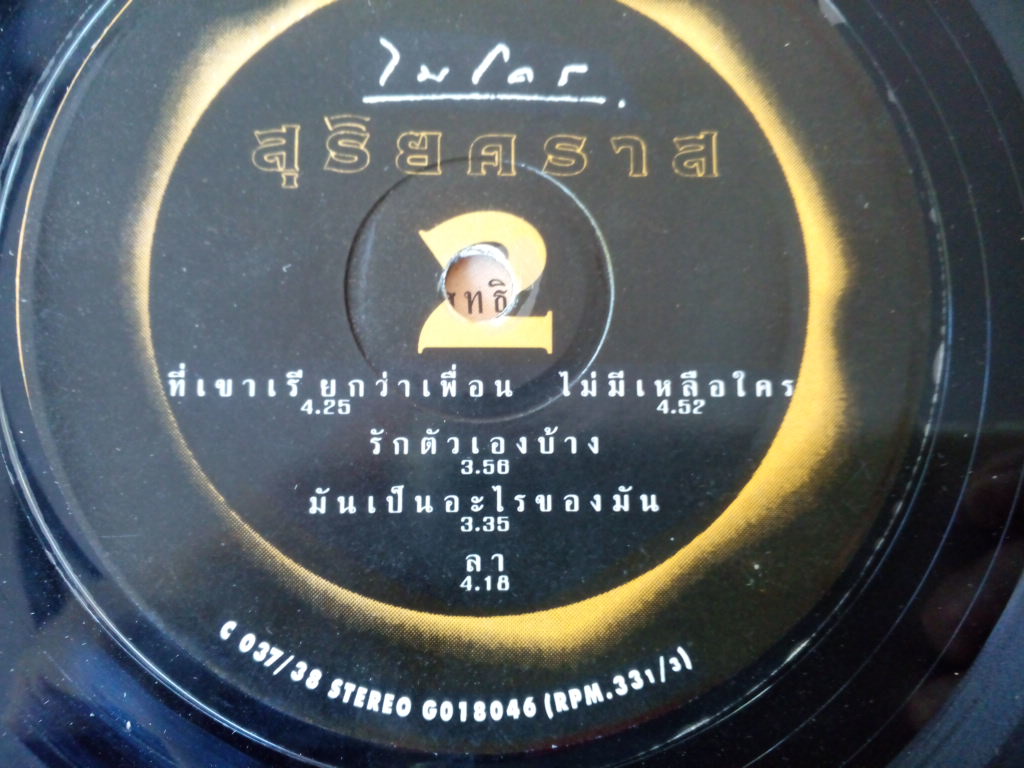 ไมโคร
สุริยคราส
2
ทธิ
ที่เขาเรียกว่าเพื่อน ไม่มีเหลือใคร
4.25 4.52
รักตัวเองบ้าง
3.56
มันเป็นอะไรของมัน
3.35
ลา
4.18
C 037/38 STEREO G018046 (RPM.331/3)